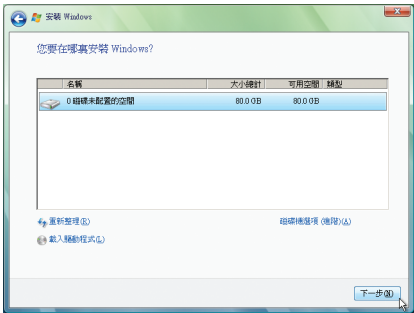 安裝 Windows
您要在哪裏安裝 Windows?
名稱 大小總計 可用空間 類型
0 磁碟未配置的空間 80.0 GB 80.0 GB
重新整理(R) 磁碟機選項 (進階)(A)
載入驅動程式(L)
下一步(N)